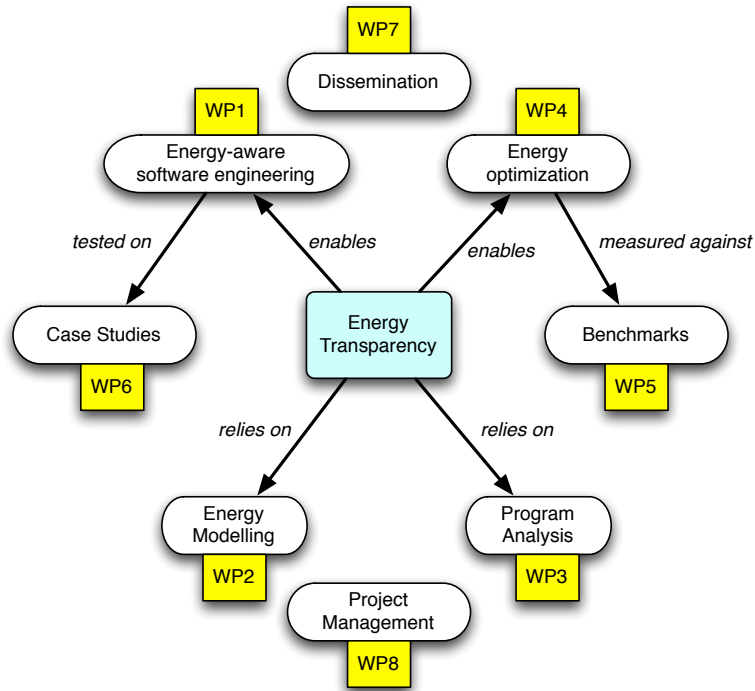 WP7
Dissemination
WP1
Energy-aware
software engineering
WP4
Energy
optimization
tested on
enables
enables
measured against
Case Studies
WP6
Energy
Transparency
Benchmarks
WP5
relies on
relies on
Energy
Modelling
WP2
Program
Analysis
WP3
Project
Management
WP8